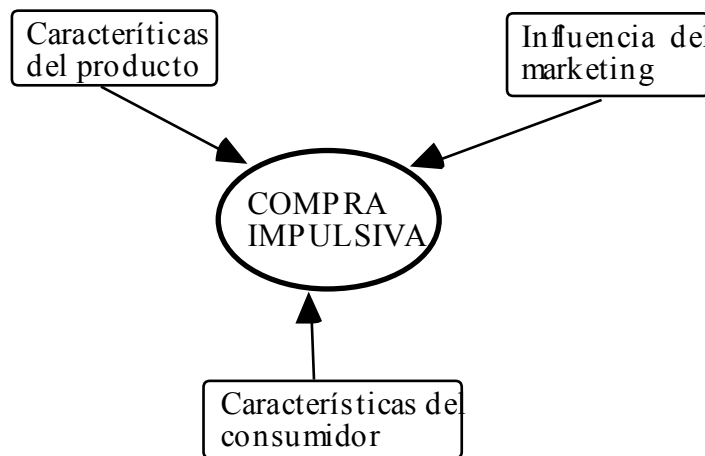 Caracteríticas
del producto
Influencia del
marketing
COMPRA
IMPULSIVA
Características del
consumidor